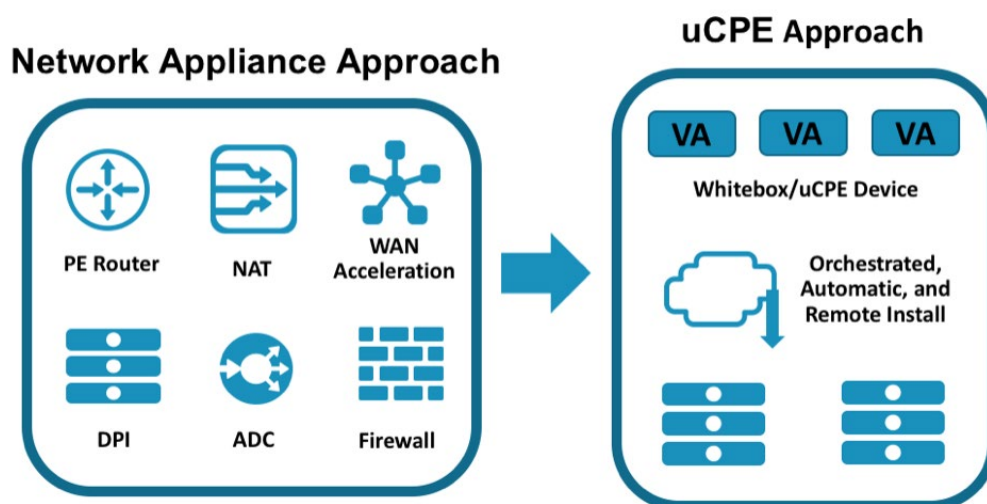 Network Appliance Approach
PE Router
NAT
WAN
Acceleration
DPI
ADC
Firewall
uCPE Approach
VA
VA
VA
Whitebox/uCPE Device
Orchestrated,
Automatic, and
Remote Install